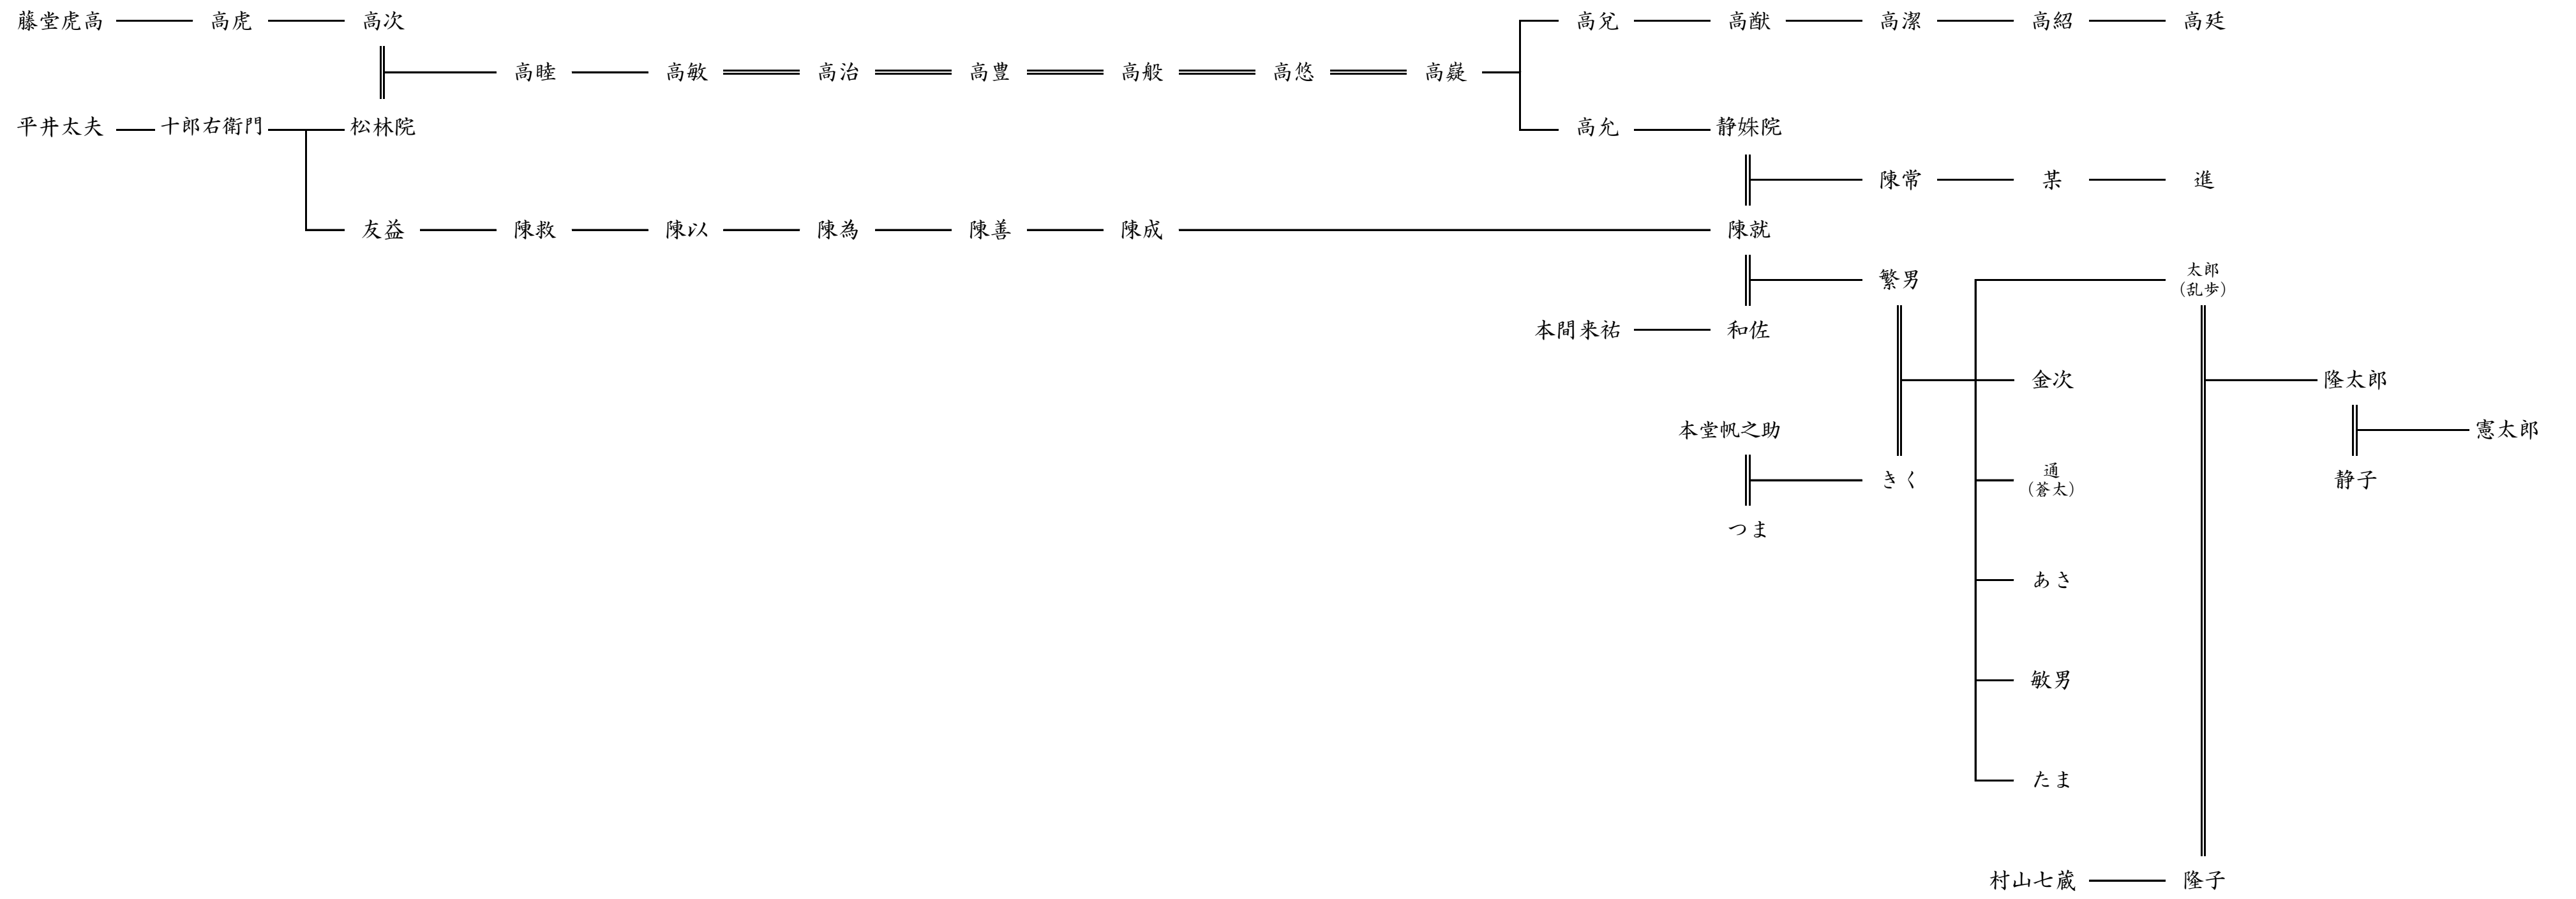 藤堂虎高 高虎 高次 高兌 高猷 高潔 高紹 高廷
高睦 高敏 高治 高豊 高般 高悠 高嶷
平井太夫 十郎右衛門 松林院 高允 静姝院
陳常 某 進
友益 陳救 陳以 陳為 陳善 陳成 陳就
繁男 太郎
（乱歩）
本間来祐 和佐
金次 隆太郎
本堂帆之助 憲太郎
きく 通
（蒼太） 静子
つま
あさ
敏男
たま
村山七蔵 隆子